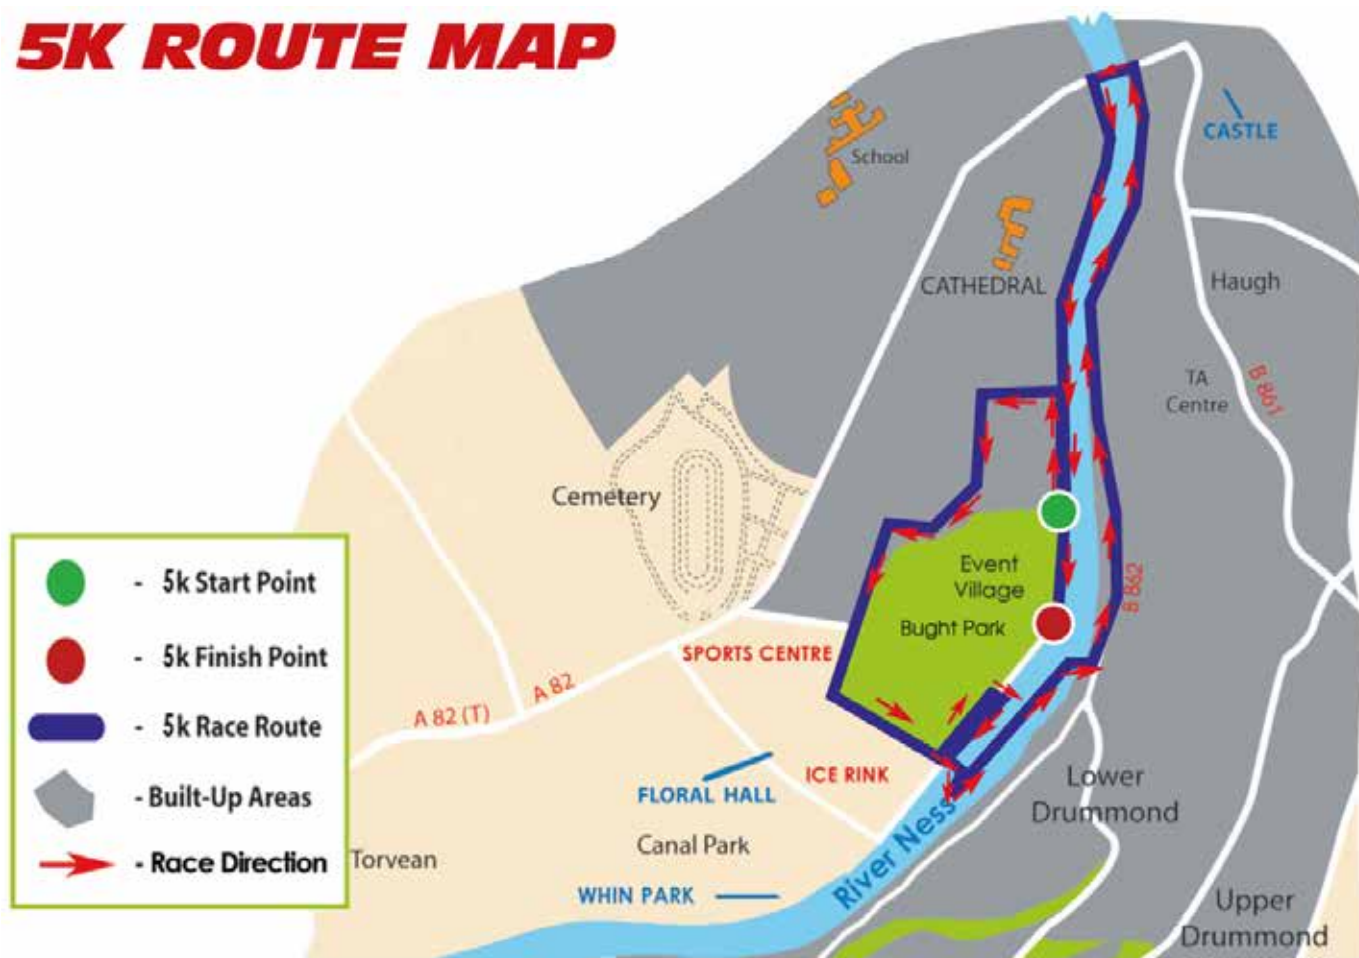 5K ROUTE MAP
School
CASTLE
CATHEDRAL
Haugh
TA
Centre
B 861
Cemetery
Event
Village
Bught Park
B 862
SPORTS CENTRE
A 82
A 82 (T)
ICE RINK
FLORAL HALL
Canal Park
WHIN PARK
River Ness
Lower
Drummond
Upper
Drummond
Torvean
- 5k Start Point
- 5k Finish Point
- 5k Race Route
- Built-Up Areas
- Race Direction